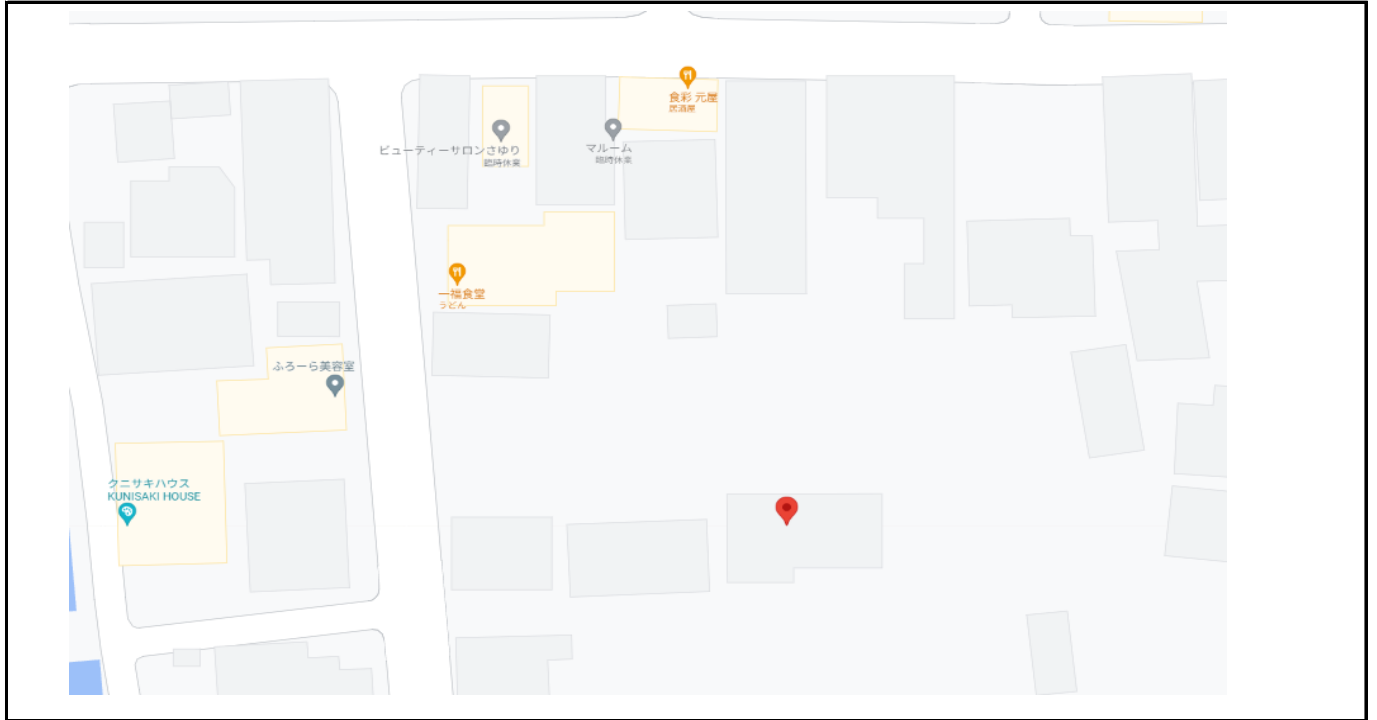 食彩 元屋
居酒屋
ビューティーサロンさゆり
臨時休業
マルーム
臨時休業
一福食堂
うどん
ふろーら美容室
クニサキハウス
KUNISAKI HOUSE